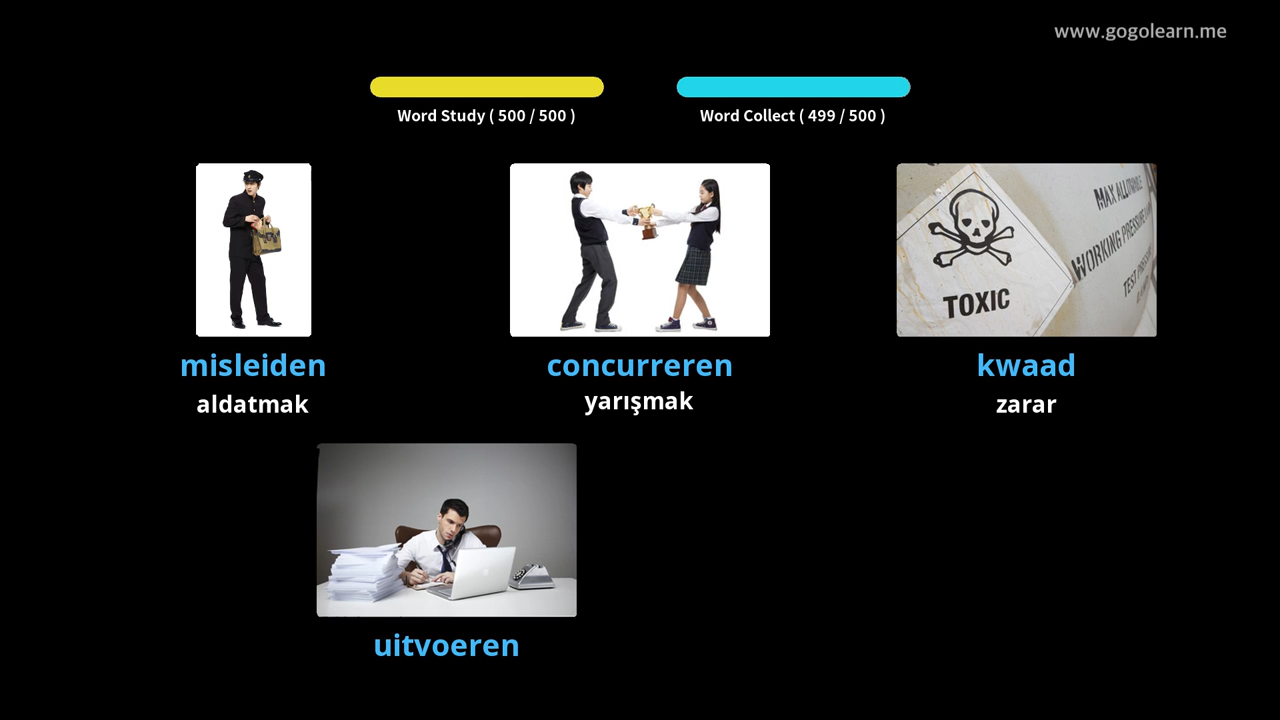 www.gogolearn.me
Word Study ( 500 / 500 )
Word Collect ( 499 / 500 )
MAX ALLOWABLE
WORKING PRESSURE
TEST
TOXIC
misleiden
concurreren
kwaad
aldatmak
yarışmak
zarar
uitvoeren